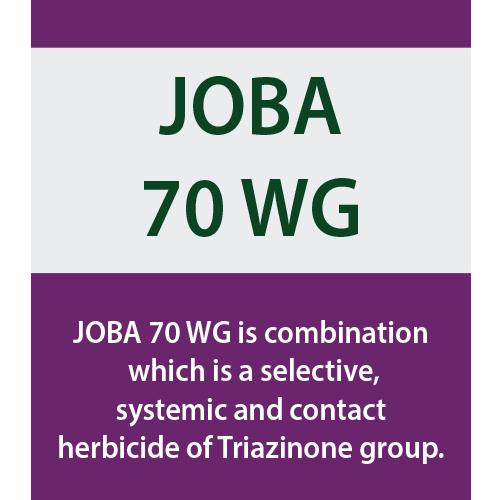 JOBA
70 WG
JOBA 70 WG is combination
which is a selective,
systemic and contact
herbicide of Triazinone group.